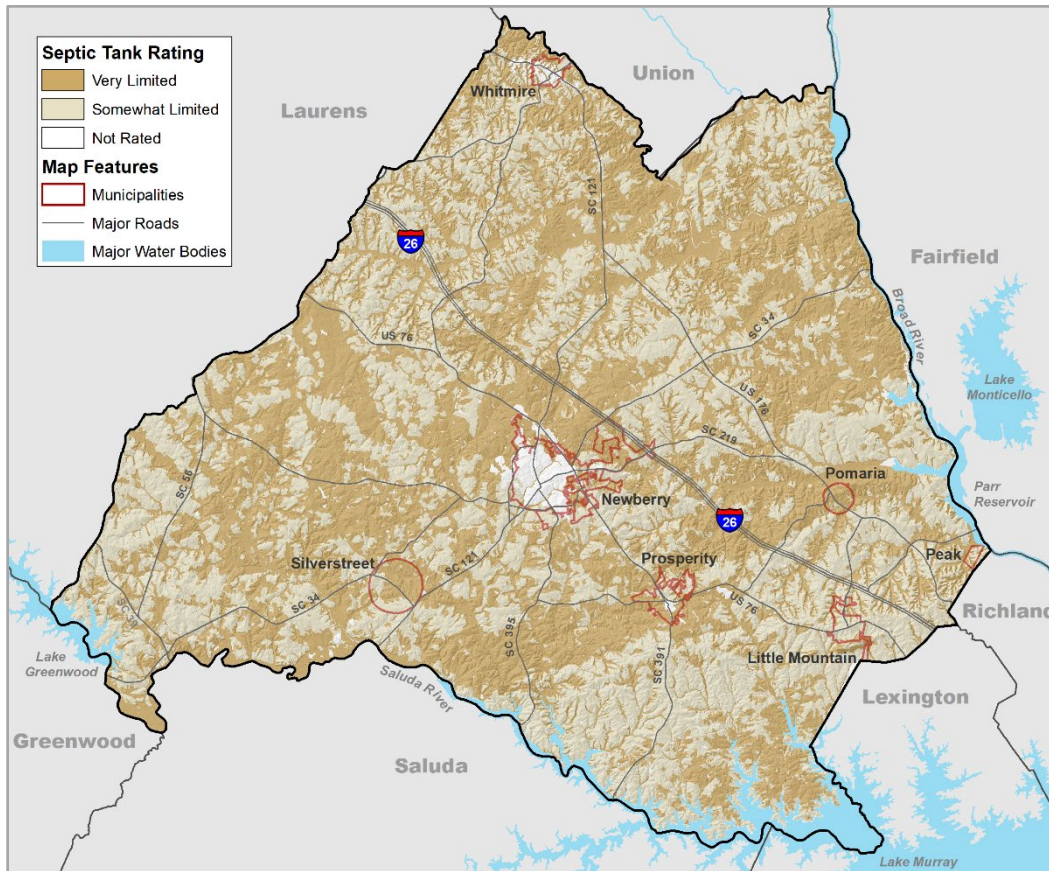 Septic Tank Rating
Very Limited
Somewhat Limited
Not Rated
Map Features
Municipalities
Major Roads
Major Water Bodies
Union
Laurens
Whitmire
SC 121
26
Fairfield
Broad River
US 76
SC 34
Lake
Monticello
US 176
SC 219
SC 56
Pomaria
Parr
Reservoir
Newberry
26
Prosperity
Peak
Silverstreet
SC 121
SC 34
US 76
Richland
SC 395
SC 391
Little Mountain
Lake
Greenwood
Saluda River
Lexington
Greenwood
Saluda
Lake Murray